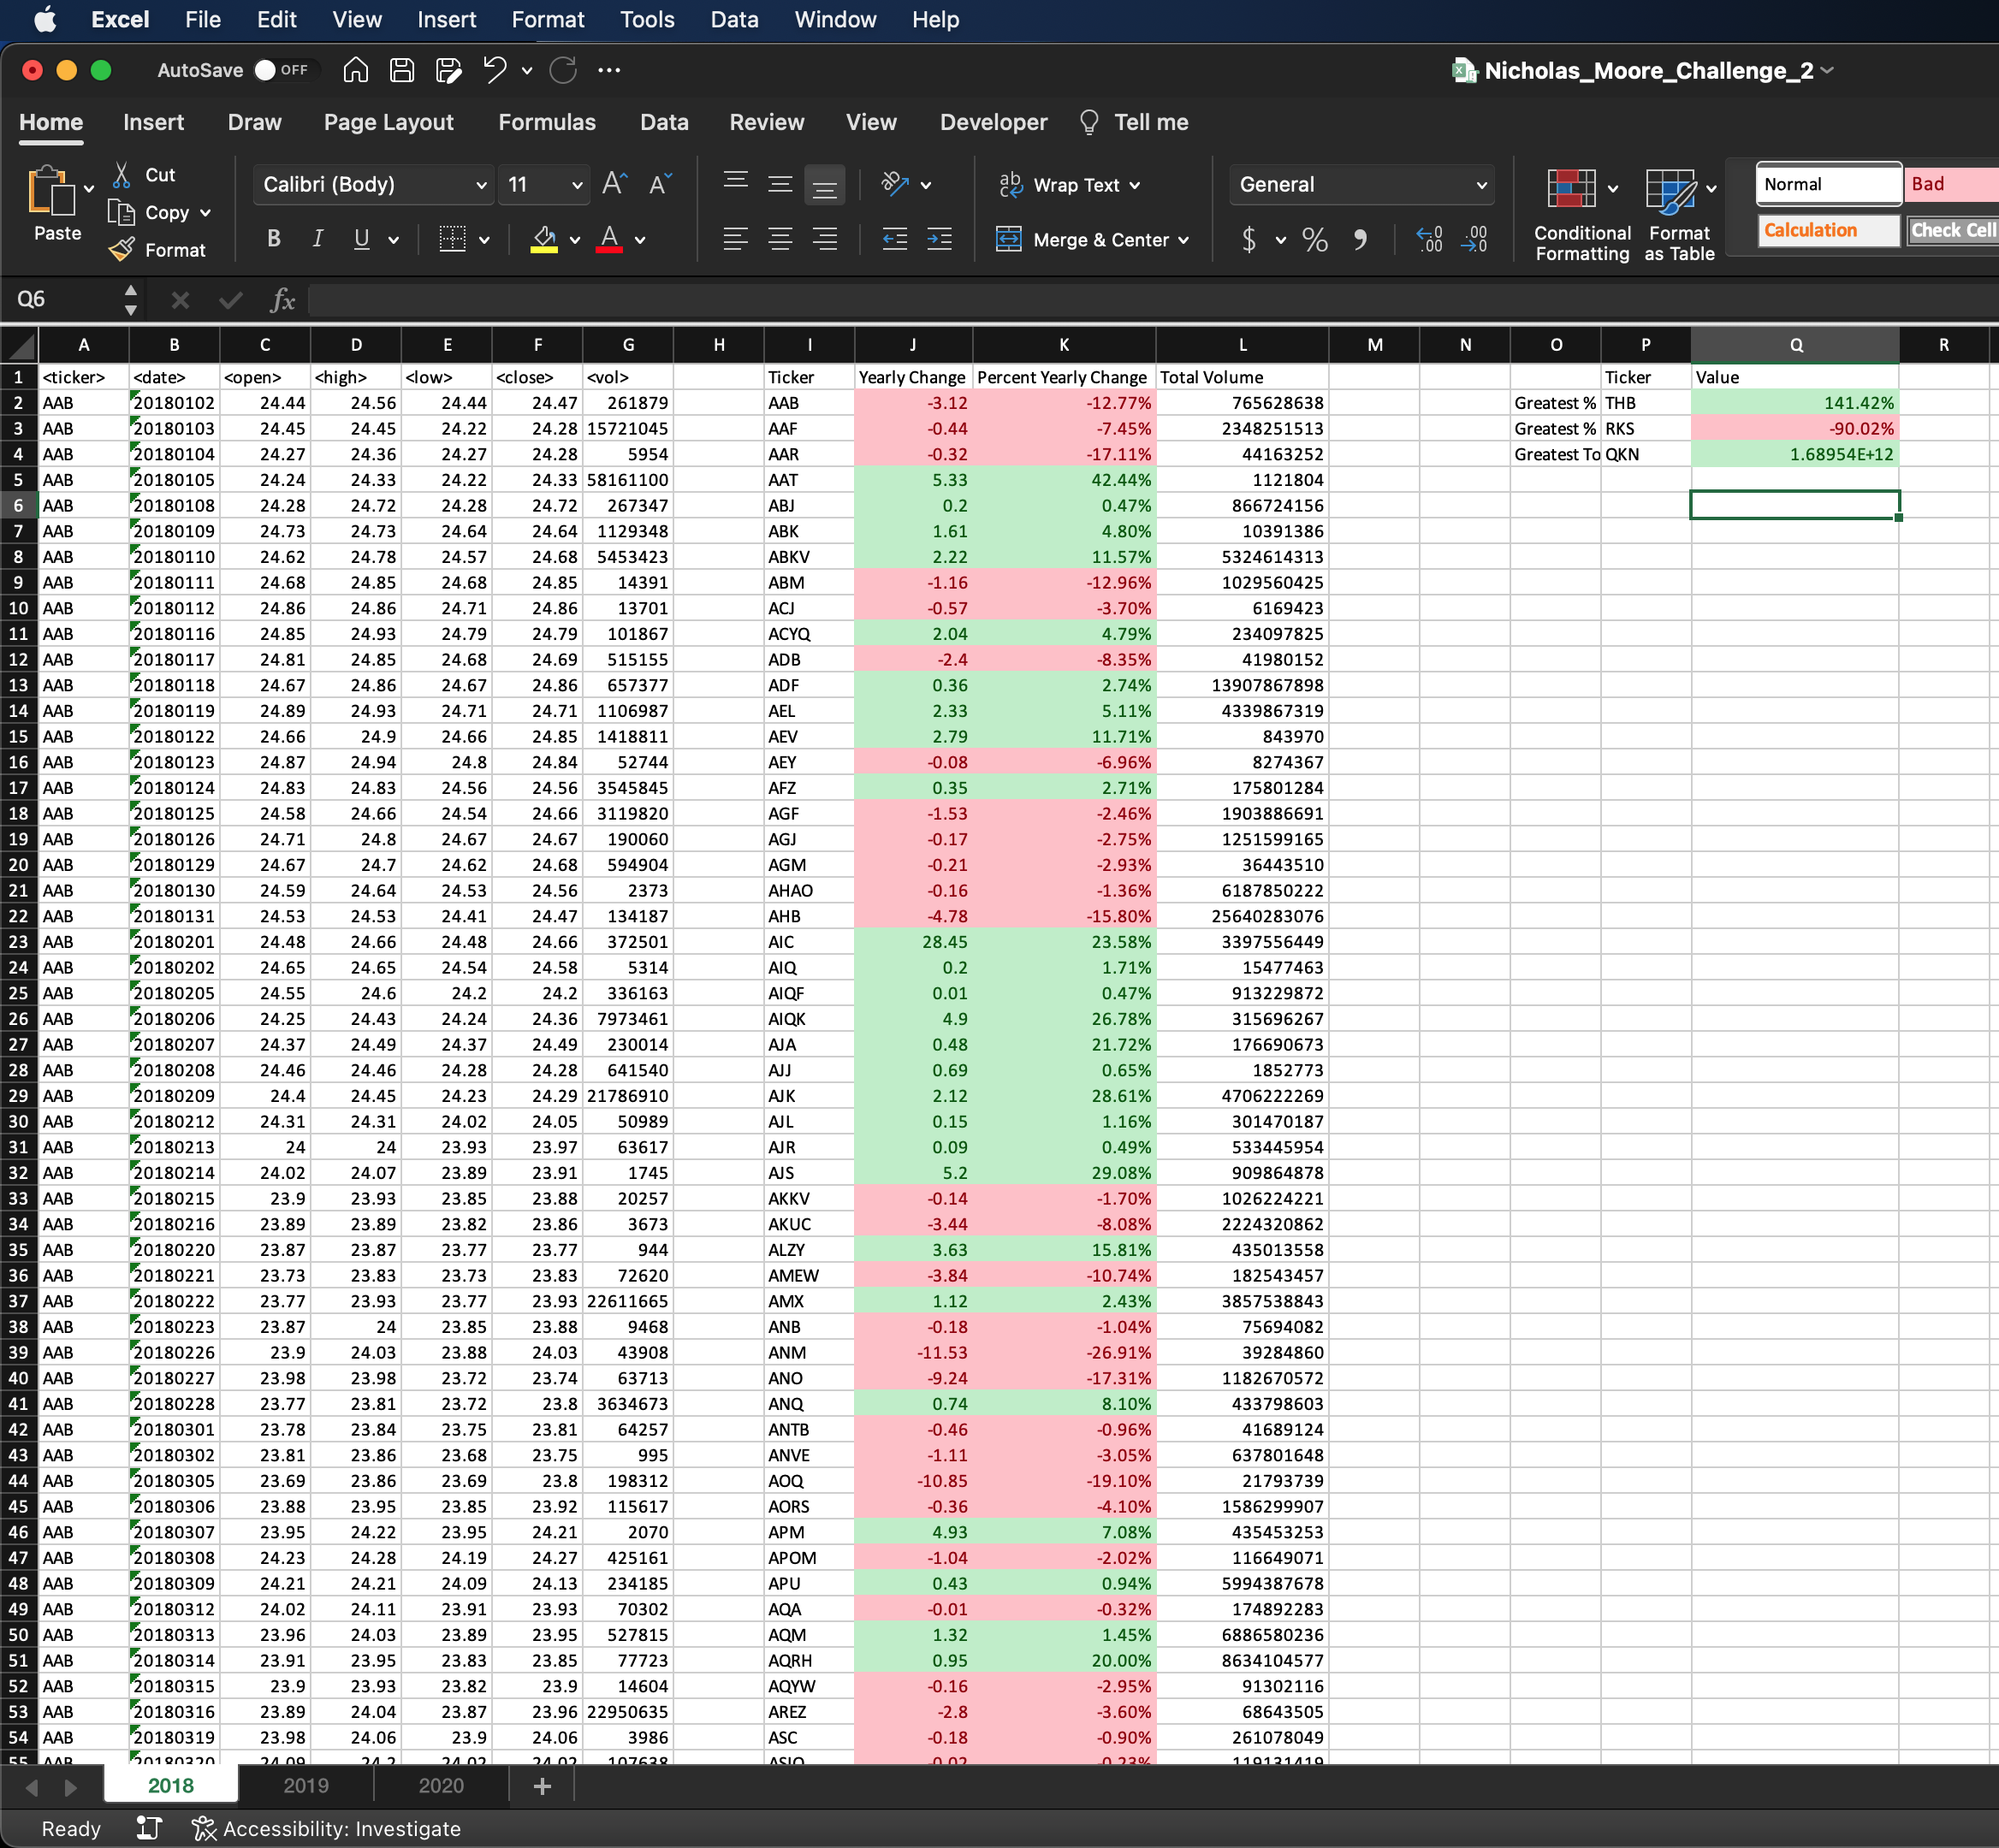 Excel File Edit View Insert Format Tools Data Window Help
AutoSave OFF Nicholas_Moore_Challenge_2
Home Insert Draw Page Layout Formulas Data Review View Developer Tell me
Paste Cut Copy Format
Calibri (Body) 11 A^ A
B I U A
ab Wrap Text
Merge & Center
General
$ % 9 .00 .00
Conditional Formatting
Format as Table
Normal Bad
Calculation Check Cell
Q6 fx
A B C D E F G H I J K L M N O P Q R
1 <ticker> <date> <open> <high> <low> <close> <vol> Ticker Yearly Change Percent Yearly Change Total Volume Ticker Value
2 AAB 20180102 24.44 24.56 24.44 24.47 261879 AAB -3.12 -12.77% 765628638 Greatest % THB 141.42%
3 AAB 20180103 24.45 24.45 24.22 24.28 15721045 AAF -0.44 -7.45% 2348251513 Greatest % RKS -90.02%
4 AAB 20180104 24.27 24.36 24.27 24.28 5954 AAR -0.32 -17.11% 44163252 Greatest To QKN 1.68954E+12
5 AAB 20180105 24.24 24.33 24.22 24.33 58161100 AAT 5.33 42.44% 1121804
6 AAB 20180108 24.28 24.72 24.28 24.72 267347 ABJ 0.2 0.47% 866724156
7 AAB 20180109 24.73 24.73 24.64 24.64 1129348 ABK 1.61 4.80% 10391386
8 AAB 20180110 24.62 24.78 24.57 24.68 5453423 ABKV 2.22 11.57% 5324614313
9 AAB 20180111 24.68 24.85 24.68 24.85 14391 ABM -1.16 -12.96% 1029560425
10 AAB 20180112 24.86 24.86 24.71 24.86 13701 ACJ -0.57 -3.70% 6169423
11 AAB 20180116 24.85 24.93 24.79 24.79 101867 ACYQ 2.04 4.79% 234097825
12 AAB 20180117 24.81 24.85 24.68 24.69 515155 ADB -2.4 -8.35% 41980152
13 AAB 20180118 24.67 24.86 24.67 24.86 657377 ADF 0.36 2.74% 13907867898
14 AAB 20180119 24.89 24.93 24.71 24.71 1106987 AEL 2.33 5.11% 4339867319
15 AAB 20180122 24.66 24.9 24.66 24.85 1418811 AEV 2.79 11.71% 843970
16 AAB 20180123 24.87 24.94 24.8 24.84 52744 AEY -0.08 -6.96% 8274367
17 AAB 20180124 24.83 24.83 24.56 24.56 3545845 AFZ 0.35 2.71% 175801284
18 AAB 20180125 24.58 24.66 24.54 24.66 3119820 AGF -1.53 -2.46% 1903886691
19 AAB 20180126 24.71 24.8 24.67 24.67 190060 AGJ -0.17 -2.75% 1251599165
20 AAB 20180129 24.67 24.7 24.62 24.68 594904 AGM -0.21 -2.93% 36443510
21 AAB 20180130 24.59 24.64 24.53 24.56 2373 AHAO -0.16 -1.36% 6187850222
22 AAB 20180131 24.53 24.53 24.41 24.47 134187 AHB -4.78 -15.80% 25640283076
23 AAB 20180201 24.48 24.66 24.48 24.66 372501 AIC 28.45 23.58% 3397556449
24 AAB 20180202 24.65 24.65 24.54 24.58 5314 AIQ 0.2 1.71% 15477463
25 AAB 20180205 24.55 24.6 24.2 24.2 336163 AIQF 0.01 0.47% 913229872
26 AAB 20180206 24.25 24.43 24.24 24.36 7973461 AIQK 4.9 26.78% 315696267
27 AAB 20180207 24.37 24.49 24.37 24.49 230014 AJA 0.48 21.72% 176690673
28 AAB 20180208 24.46 24.46 24.28 24.28 641540 AJJ 0.69 0.65% 1852773
29 AAB 20180209 24.4 24.45 24.23 24.29 21786910 AJK 2.12 28.61% 4706222269
30 AAB 20180212 24.31 24.31 24.02 24.05 50989 AJL 0.15 1.16% 301470187
31 AAB 20180213 24 24 23.93 23.97 63617 AJR 0.09 0.49% 533445954
32 AAB 20180214 24.02 24.07 23.89 23.91 1745 AJS 5.2 29.08% 909864878
33 AAB 20180215 23.9 23.93 23.85 23.88 20257 AKKV -0.14 -1.70% 1026224221
34 AAB 20180216 23.89 23.89 23.82 23.86 3673 AKUC -3.44 -8.08% 2224320862
35 AAB 20180220 23.87 23.87 23.77 23.77 944 ALZY 3.63 15.81% 435013558
36 AAB 20180221 23.73 23.83 23.73 23.83 72620 AMEW -3.84 -10.74% 182543457
37 AAB 20180222 23.77 23.93 23.77 23.93 22611665 AMX 1.12 2.43% 3857538843
38 AAB 20180223 23.87 24 23.85 23.88 9468 ANB -0.18 -1.04% 75694082
39 AAB 20180226 23.9 24.03 23.88 24.03 43908 ANM -11.53 -26.91% 39284860
40 AAB 20180227 23.98 23.98 23.72 23.74 63713 ANO -9.24 -17.31% 1182670572
41 AAB 20180228 23.77 23.81 23.72 23.8 3634673 ANQ 0.74 8.10% 433798603
42 AAB 20180301 23.78 23.84 23.75 23.81 64257 ANTB -0.46 -0.96% 41689124
43 AAB 20180302 23.81 23.86 23.68 23.75 995 ANVE -1.11 -3.05% 637801648
44 AAB 20180305 23.69 23.86 23.69 23.8 198312 AOQ -10.85 -19.10% 21793739
45 AAB 20180306 23.88 23.95 23.85 23.92 115617 AORS -0.36 -4.10% 1586299907
46 AAB 20180307 23.95 24.22 23.95 24.21 2070 APM 4.93 7.08% 435453253
47 AAB 20180308 24.23 24.28 24.19 24.27 425161 APOM -1.04 -2.02% 116649071
48 AAB 20180309 24.21 24.21 24.09 24.13 234185 APU 0.43 0.94% 5994387678
49 AAB 20180312 24.02 24.11 23.91 23.93 70302 AQA -0.01 -0.32% 174892283
50 AAB 20180313 23.96 24.03 23.89 23.95 527815 AQM 1.32 1.45% 6886580236
51 AAB 20180314 23.91 23.95 23.83 23.85 77723 AQRH 0.95 20.00% 8634104577
52 AAB 20180315 23.9 23.93 23.82 23.9 14604 AQYW -0.16 -2.95% 91302116
53 AAB 20180316 23.89 24.04 23.87 23.96 22950635 AREZ -2.8 -3.60% 68643505
54 AAB 20180319 23.98 24.06 23.9 24.06 3986 ASC -0.18 -0.90% 261078049
55 AAB 20180320 24.09 24.2 24.02 24.02 107638 -0.02 -0.23% 119131419
2018 2019 2020 +
Ready Accessibility: Investigate